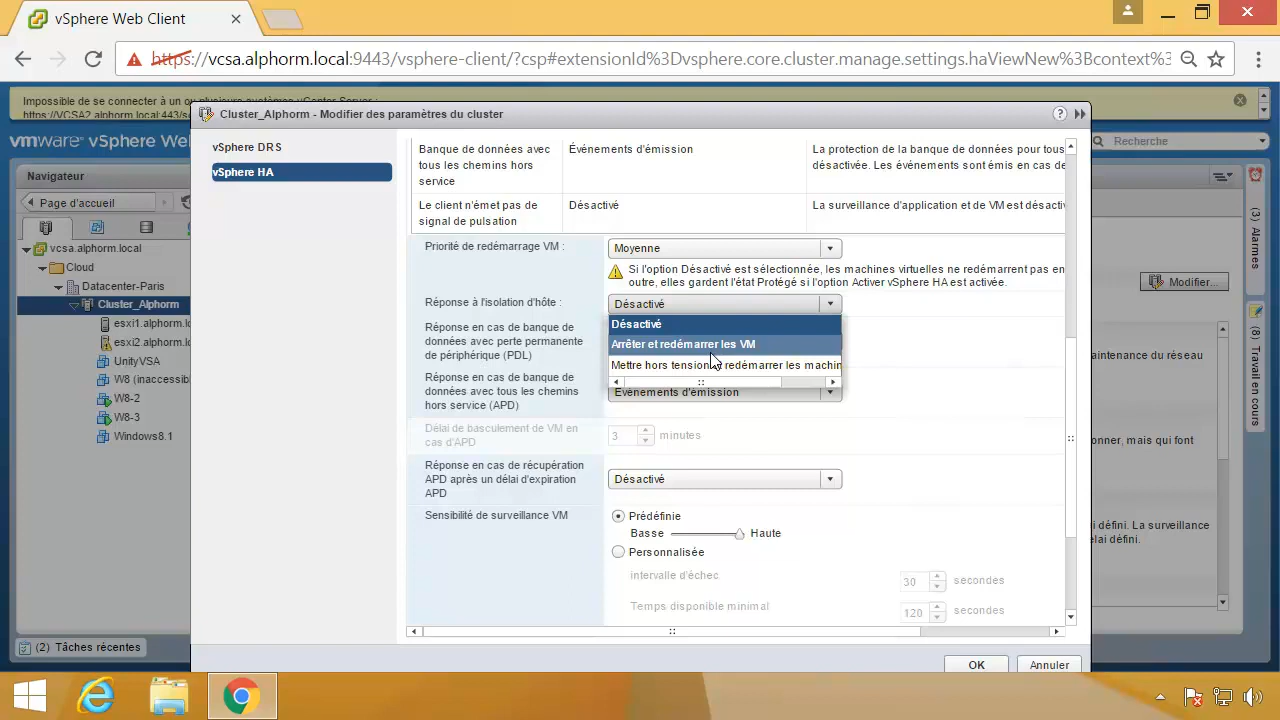 vSphere Web Client
https://vcsa.alphorm.local:9443/vsphere-client/?csp#extensionId%3Dvsphere.core.cluster.manage.settings.haViewNew%3Bcontext%3
Impossible de se connecter à un ou plusieurs systèmes vCenter Server :
https://VCSA2.alphorm.local:443/s
vmware vSphere Web
Recherche
Navigateur
Page d'accueil
vcsa.alphorm.local
Cloud
Datacenter-Paris
Cluster_Alphorm
esxi1.alphorm.lo
esxi2.alphorm.lo
UnityVSA
W8 (inaccessib
W8-2
W8-3
Windows8.1
(2) Tâches récentes
Cluster_Alphorm - Modifier des paramètres du cluster
vSphere DRS
vSphere HA
Banque de données avec
tous les chemins hors
service
Événements d'émission
La protection de la banque de données pour tous
désactivée. Les événements sont émis en cas de
Le client n'émet pas de
signal de pulsation
Désactivé
La surveillance d'application et de VM est désactiv
Priorité de redémarrage VM :
Moyenne
Si l'option Désactivé est sélectionnée, les machines virtuelles ne redémarrent pas en
outre, elles gardent l'état Protégé si l'option Activer vSphere HA est activée.
Réponse à l'isolation d'hôte :
Désactivé
Désactivé
Arrêter et redémarrer les VM
Mettre hors tension redémarrer les machin
Réponse en cas de banque de
données avec perte permanente
de périphérique (PDL)
Réponse en cas de banque de
données avec tous les chemins
hors service (APD)
Événements d'émission
Délai de basculement de VM en
cas d'APD
3 minutes
Réponse en cas de récupération
APD après un délai d'expiration
APD
Désactivé
Sensibilité de surveillance VM
Prédéfinie
Basse Haute
Personnalisée
intervalle d'échec
30 secondes
Temps disponible minimal
120 secondes
OK
Annuler
Modifier...
aintenance du réseau
onner, mais qui font
i défini. La surveillance
elai défini.
(3) Alarmes
(8) Travail en cours